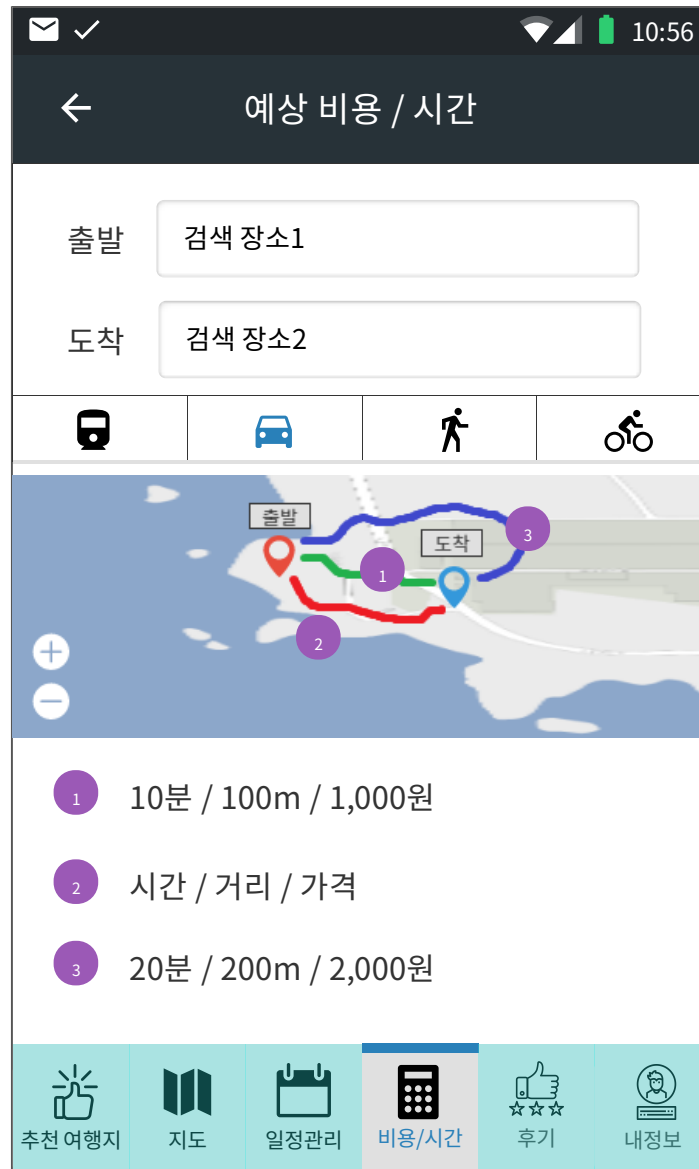 10:56
예상 비용 / 시간
출발 검색 장소1
도착 검색 장소2
출발
도착
3
1
2
1 10분 / 100m / 1,000원
2 시간 / 거리 / 가격
3 20분 / 200m / 2,000원
추천 여행지 지도 일정관리 비용/시간 후기 내정보